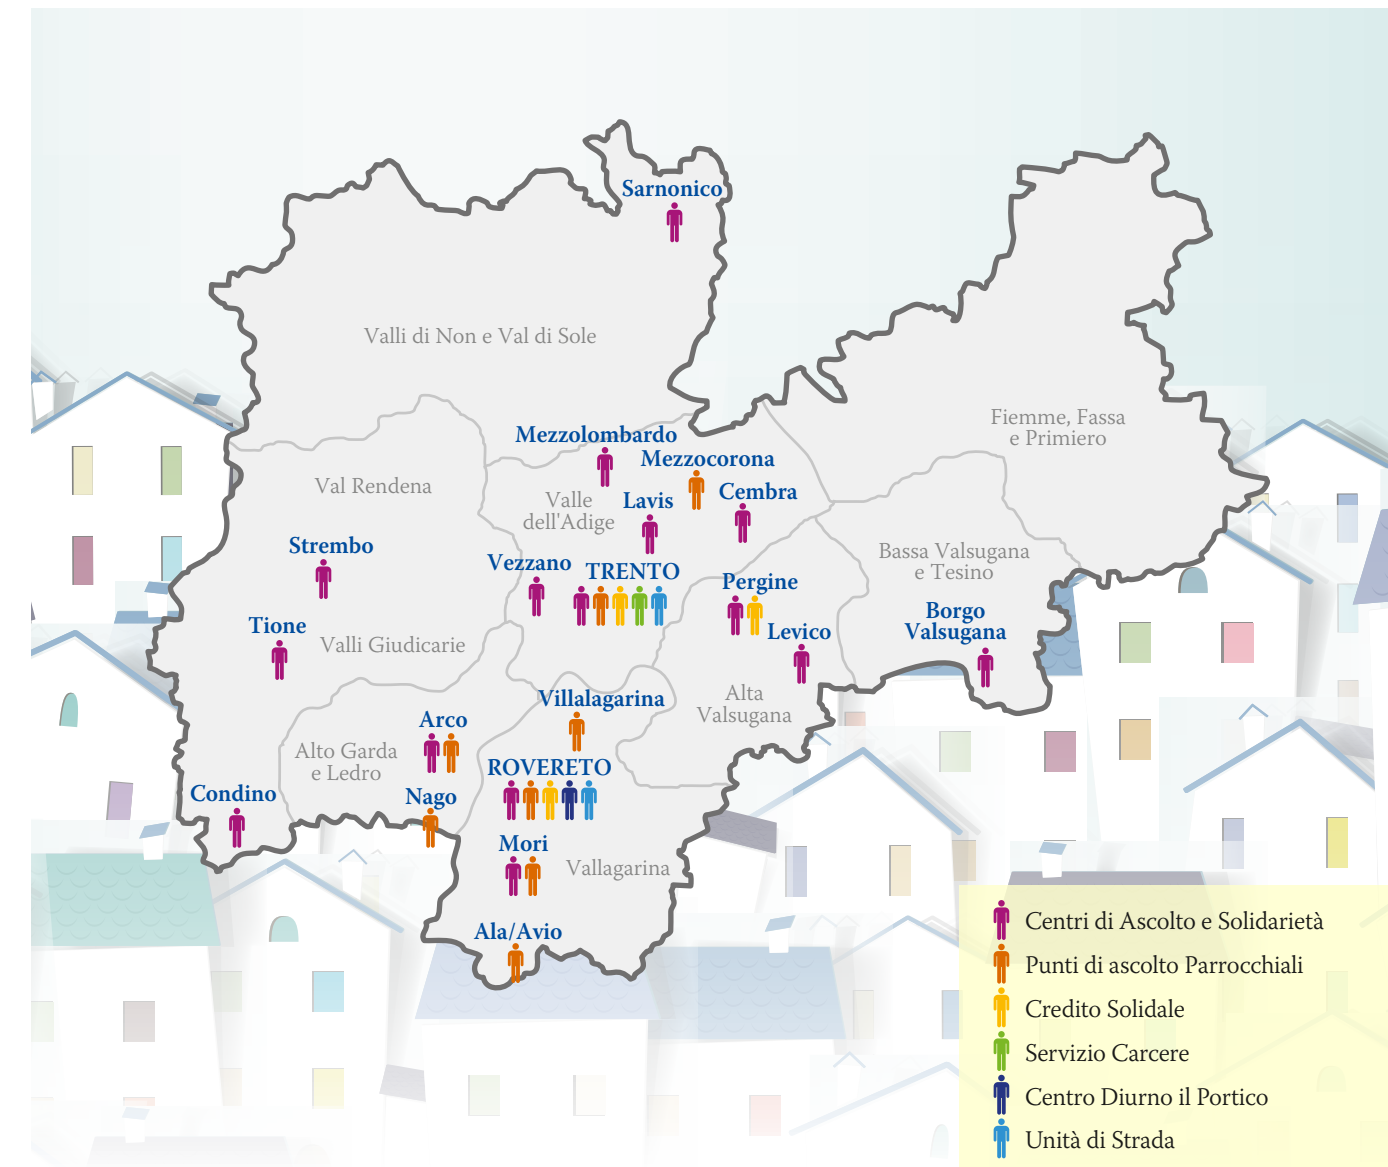 Sarnonico
Valli di Non e Val di Sole
Fiemme, Fassa
e Primiero
Mezzolombardo
Mezzocorona
Val Rendena
Valle
dell'Adige
Lavis
Cembra
Strembo
Vezzano
TRENTO
Pergine
Bassa Valsugana
e Tesino
Borgo
Valsugana
Tione
Valli Giudicarie
Levico
Villalagarina
Alta
Valsugana
Arco
Alto Garda
e Ledro
ROVERETO
Condino
Nago
Mori
Vallagarina
Ala/Avio
Centri di Ascolto e Solidarietà
Punti di ascolto Parrocchiali
Credito Solidale
Servizio Carcere
Centro Diurno il Portico
Unità di Strada